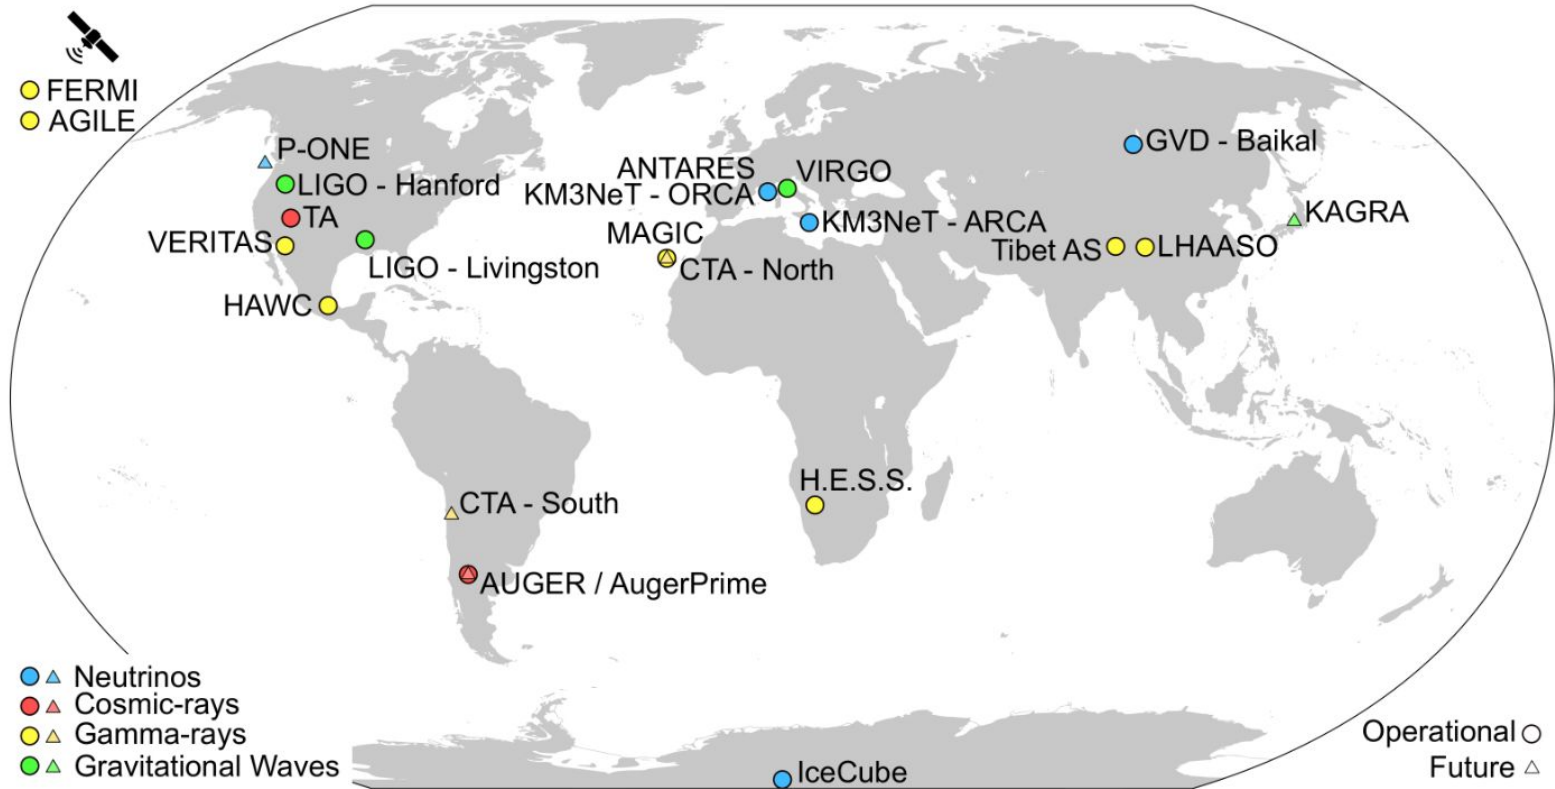 FERMI
AGILE
P-ONE
LIGO - Hanford
TA
VERITAS
LIGO - Livingston
HAWC
ANTARES
KM3NeT - ORCA
VIRGO
KM3NeT - ARCA
MAGIC
CTA - North
GVD - Baikal
KAGRA
Tibet AS
LHAASO
H.E.S.S.
CTA - South
AUGER / AugerPrime
Neutrinos
Cosmic-rays
Gamma-rays
Gravitational Waves
Operational
Future
IceCube